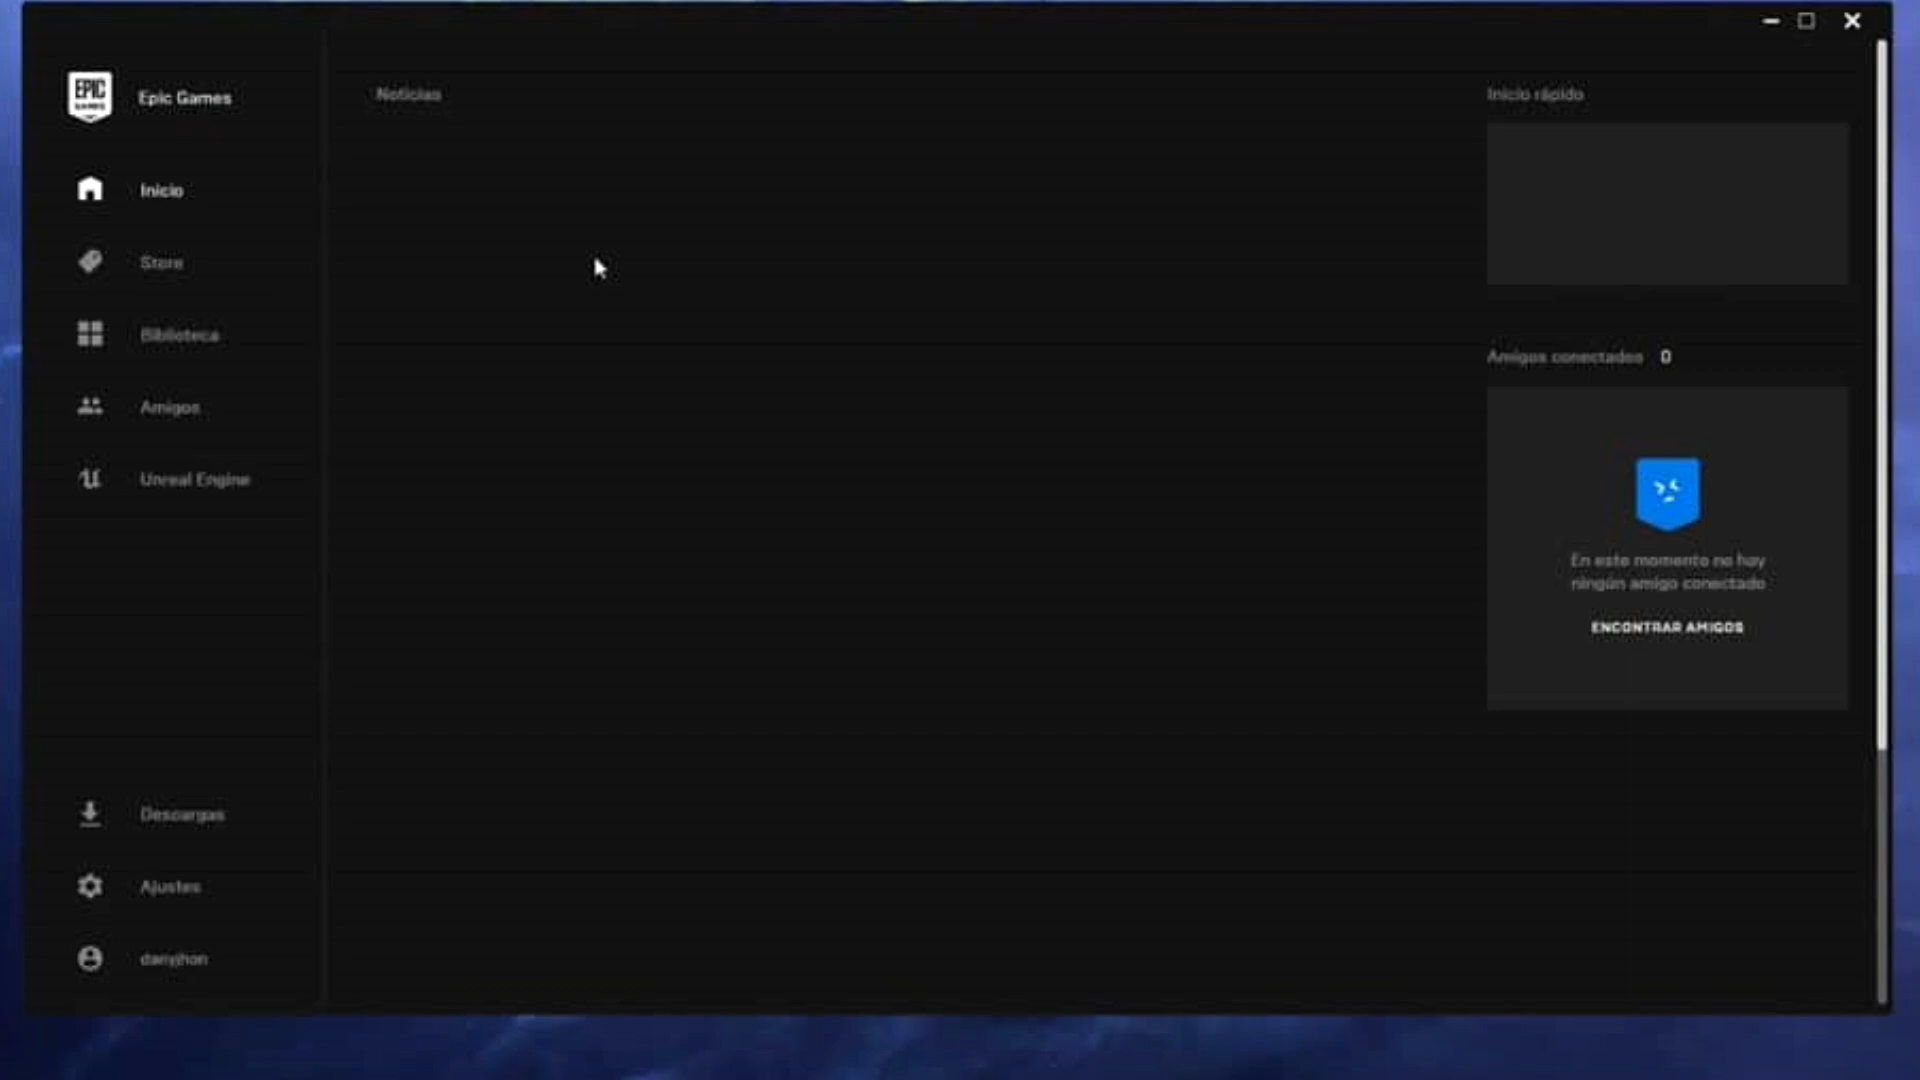 EPIC
GAMES
Epic Games
Inicio
Store
Biblioteca
Amigos
Unreal Engine
Descargas
Ajustes
danyjhon
Noticias
Inicio rápido
Amigos conectados 0
En este momento no hay
ningún amigo conectado
ENCONTRAR AMIGOS